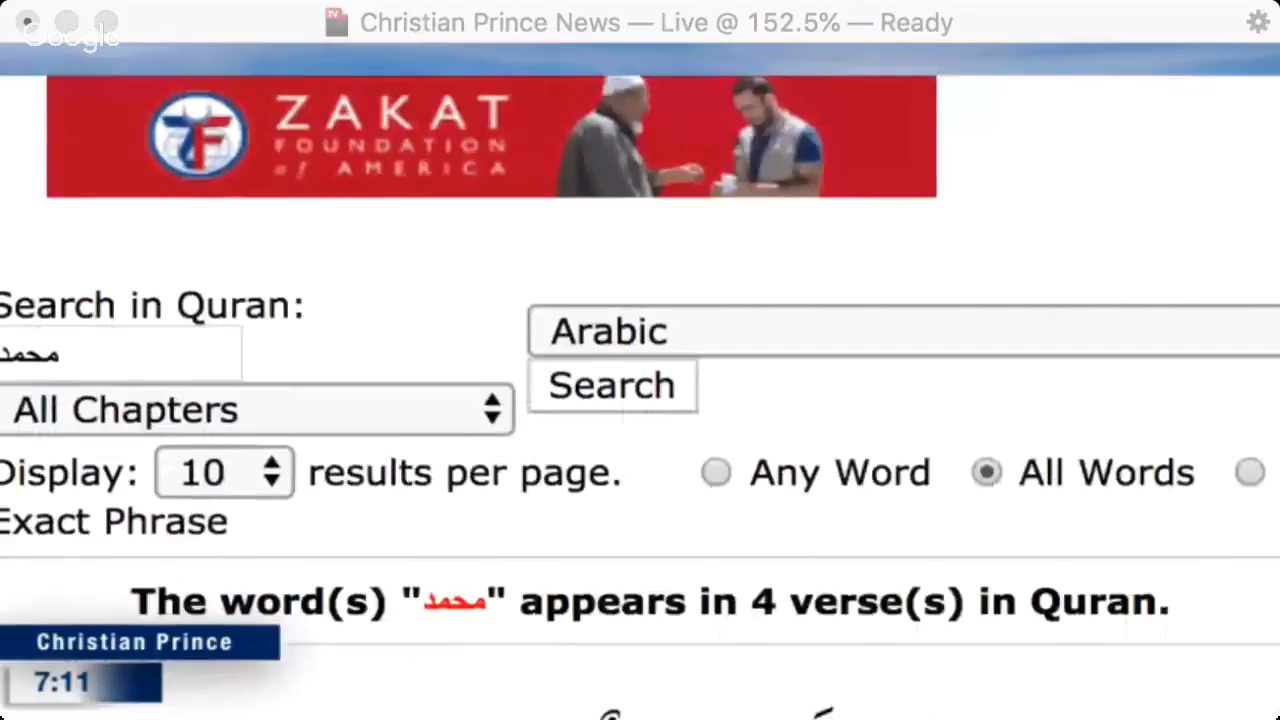 Christian Prince News — Live @ 152.5% — Ready
Google
ZAKAT
FOUNDATION
of AMERICA
Search in Quran:
محمد
Arabic
Search
All Chapters
Display: 10 results per page. Any Word All Words
Exact Phrase
The word(s) "محمد" appears in 4 verse(s) in Quran.
Christian Prince
7:11